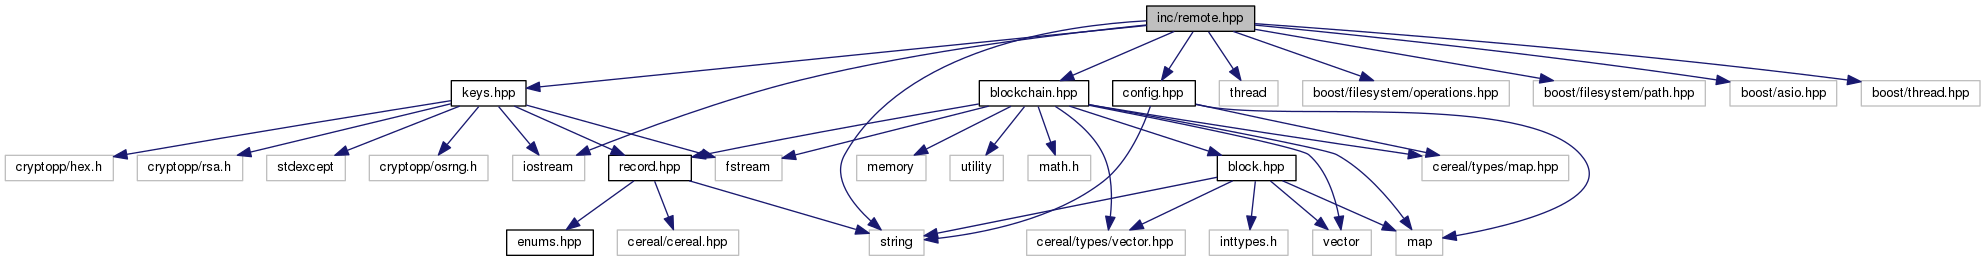 inc/remote.hpp
keys.hpp
blockchain.hpp
config.hpp
thread
boost/filesystem/operations.hpp
boost/filesystem/path.hpp
boost/asio.hpp
boost/thread.hpp
cryptopp/hex.h
cryptopp/rsa.h
stdexcept
cryptopp/osrng.h
iostream
record.hpp
fstream
memory
utility
math.h
block.hpp
cereal/types/map.hpp
enums.hpp
cereal/cereal.hpp
string
cereal/types/vector.hpp
inttypes.h
vector
map